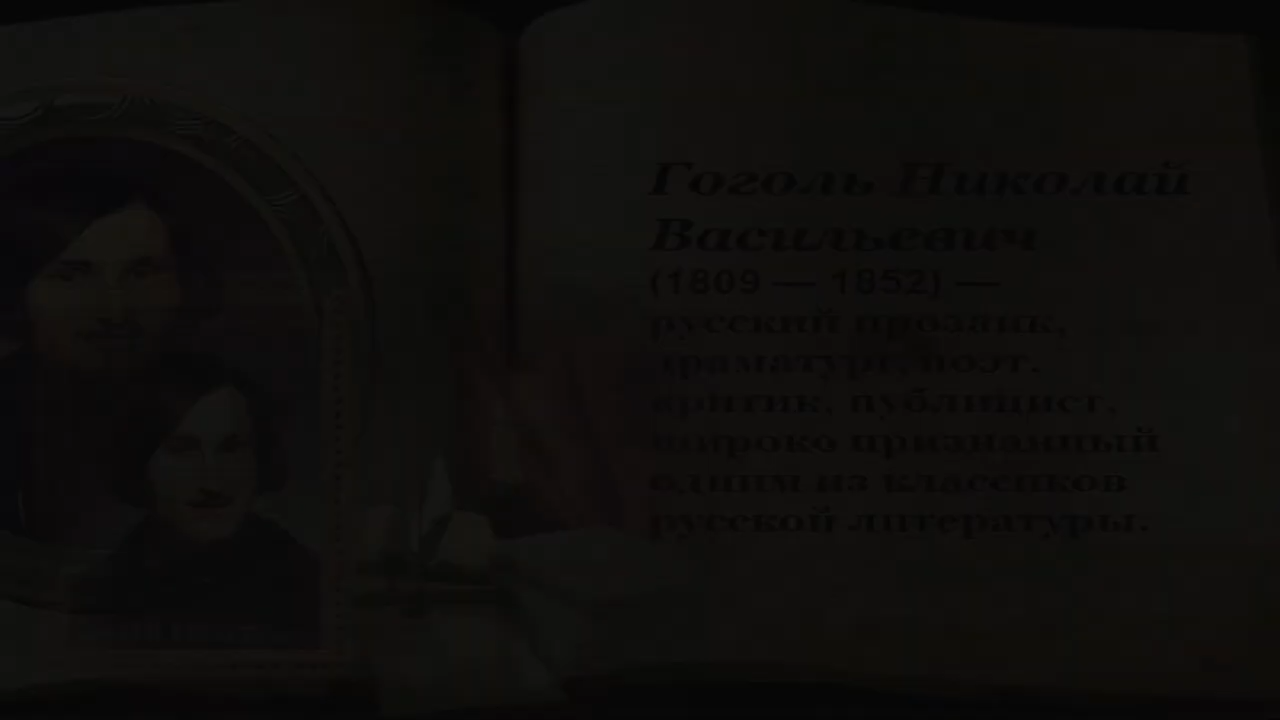 Гоголь Николай
Васильевич
(1809 — 1852) —
русский прозаик,
драматург, поэт,
критик, публицист,
широко признанный
одним из классиков
русской литературы.